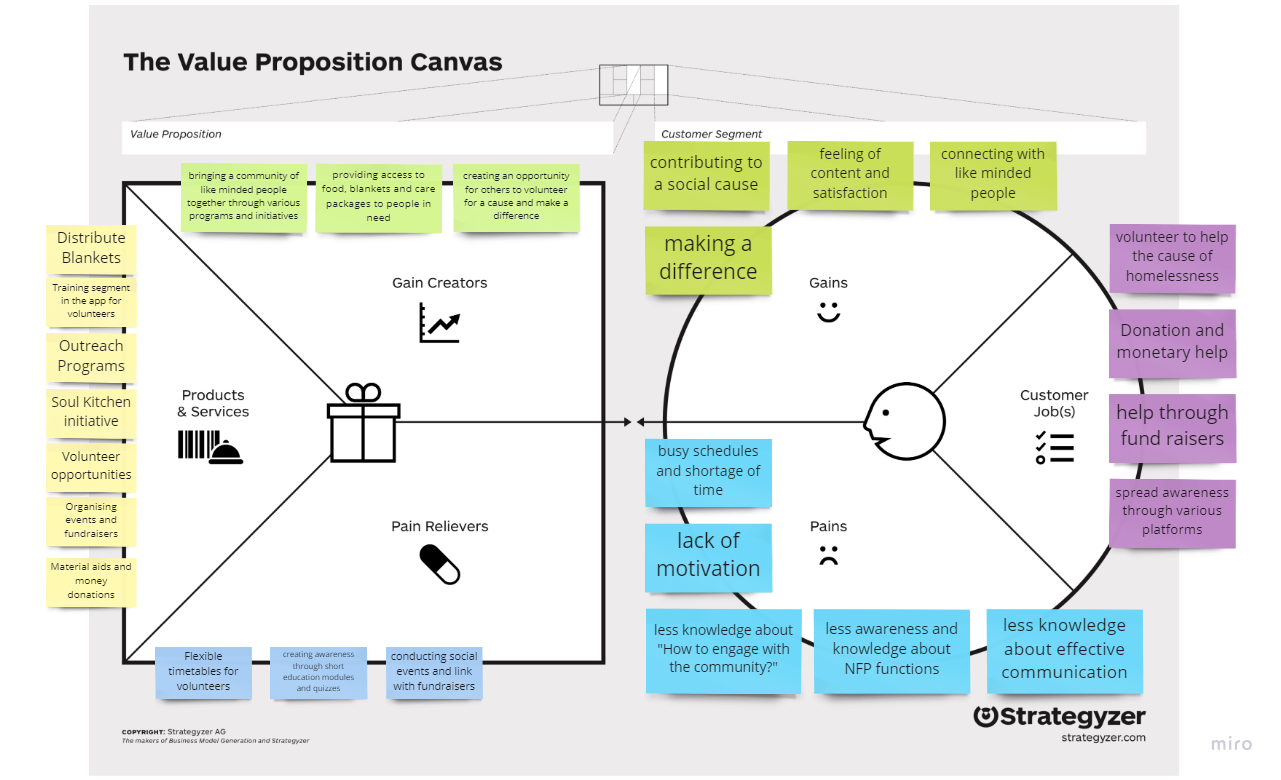 The Value Proposition Canvas
Value Proposition
Customer Segment
bringing a community of
like minded people
together through various
programs and initiatives
providing access to
food, blankets and care
packages to people in
need
creating an opportunity
for others to volunteer
for a cause and make a
difference
contributing to
a social cause
feeling of
content and
satisfaction
connecting with
like minded
people
making a
difference
Distribute
Blankets
Training segment
in the app for
volunteers
Outreach
Programs
Soul Kitchen
initiative
Volunteer
opportunities
Organising
events and
fundraisers
Material aids and
money
donations
Gain Creators
Products
& Services
Pain Relievers
Gains
Pains
Customer
Job(s)
volunteer to help
the cause of
homelessness
Donation and
monetary help
help through
fund raisers
spread awareness
through various
platforms
busy schedules
and shortage of
time
lack of
motivation
less knowledge about
"How to engage with
the community?"
less awareness and
knowledge about
NFP functions
less knowledge
about effective
communication
Flexible
timetables for
volunteers
creating awareness
through short
education modules
and quizzes
conducting social
events and link
with fundraisers
COPYRIGHT: Strategyzer AG
The makers of Business Model Generation and Strategyzer
Strategyzer
strategyzer.com
miro